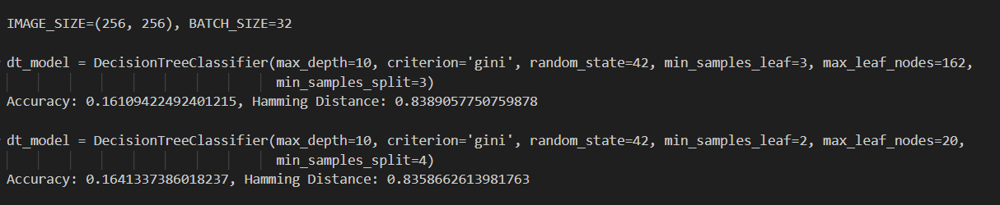 IMAGE_SIZE=(256, 256), BATCH_SIZE=32
dt_model = DecisionTreeClassifier(max_depth=10, criterion='gini', random_state=42, min_samples_leaf=3, max_leaf_nodes=162,
min_samples_split=3)
Accuracy: 0.16109422492401215, Hamming Distance: 0.8389057750759878
dt_model = DecisionTreeClassifier(max_depth=10, criterion='gini', random_state=42, min_samples_leaf=2, max_leaf_nodes=20,
min_samples_split=4)
Accuracy: 0.1641337386018237, Hamming Distance: 0.8358662613981763